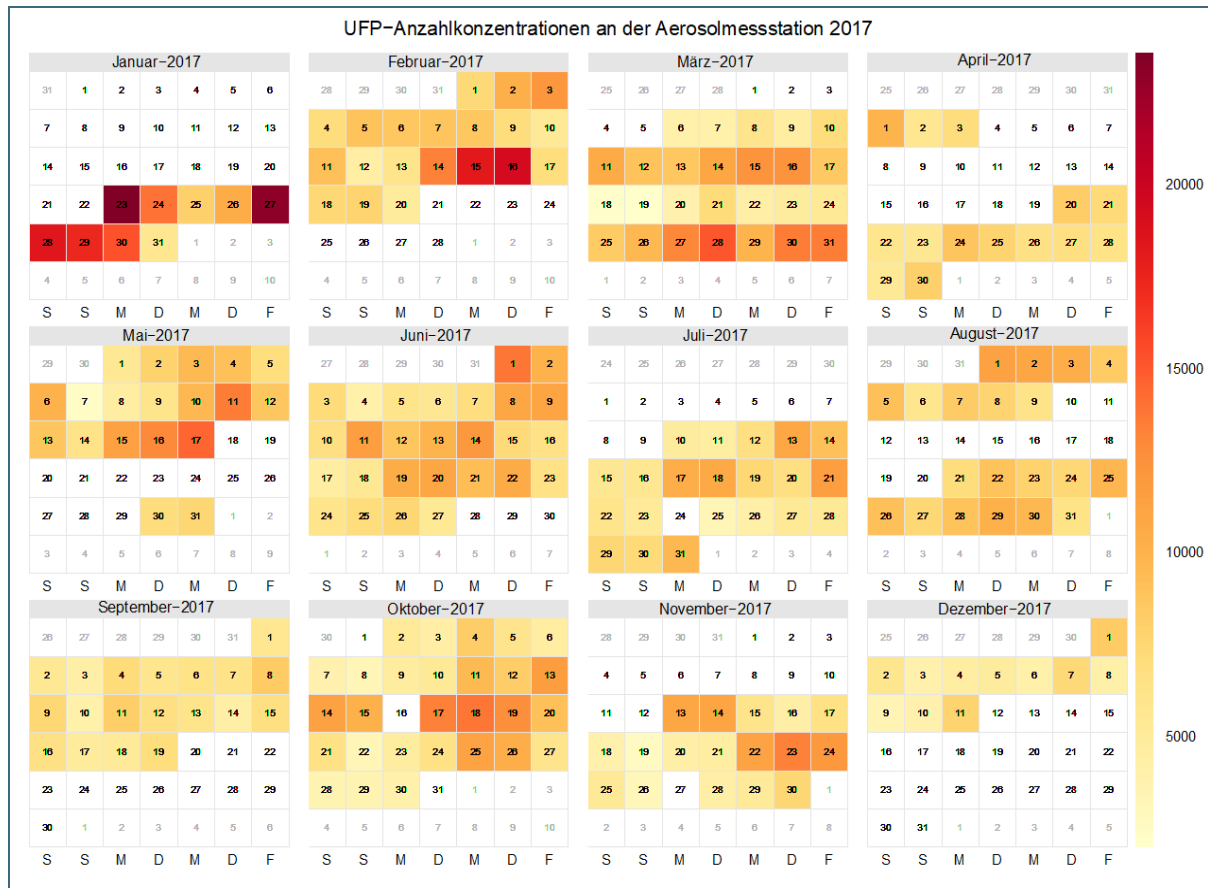 UFP−Anzahlkonzentrationen an der Aerosolmessstation 2017
Januar−2017
31 1 2 3 4 5 6
7 8 9 10 11 12 13
14 15 16 17 18 19 20
21 22 23 24 25 26 27
28 29 30 31 1 2 3
4 5 6 7 8 9 10
S S M D M D F
Februar−2017
28 29 30 31 1 2 3
4 5 6 7 8 9 10
11 12 13 14 15 16 17
18 19 20 21 22 23 24
25 26 27 28 1 2 3
4 5 6 7 8 9 10
S S M D M D F
März−2017
25 26 27 28 1 2 3
4 5 6 7 8 9 10
11 12 13 14 15 16 17
18 19 20 21 22 23 24
25 26 27 28 29 30 31
1 2 3 4 5 6 7
S S M D M D F
April−2017
25 26 27 28 29 30 31
1 2 3 4 5 6 7
8 9 10 11 12 13 14
15 16 17 18 19 20 21
22 23 24 25 26 27 28
29 30 1 2 3 4 5
S S M D M D F
Mai−2017
29 30 1 2 3 4 5
6 7 8 9 10 11 12
13 14 15 16 17 18 19
20 21 22 23 24 25 26
27 28 29 30 31 1 2
3 4 5 6 7 8 9
S S M D M D F
Juni−2017
27 28 29 30 31 1 2
3 4 5 6 7 8 9
10 11 12 13 14 15 16
17 18 19 20 21 22 23
24 25 26 27 28 29 30
1 2 3 4 5 6 7
S S M D M D F
Juli−2017
24 25 26 27 28 29 30
1 2 3 4 5 6 7
8 9 10 11 12 13 14
15 16 17 18 19 20 21
22 23 24 25 26 27 28
29 30 31 1 2 3 4
S S M D M D F
August−2017
29 30 31 1 2 3 4
5 6 7 8 9 10 11
12 13 14 15 16 17 18
19 20 21 22 23 24 25
26 27 28 29 30 31 1
2 3 4 5 6 7 8
S S M D M D F
September−2017
26 27 28 29 30 31 1
2 3 4 5 6 7 8
9 10 11 12 13 14 15
16 17 18 19 20 21 22
23 24 25 26 27 28 29
30 1 2 3 4 5 6
S S M D M D F
Oktober−2017
30 1 2 3 4 5 6
7 8 9 10 11 12 13
14 15 16 17 18 19 20
21 22 23 24 25 26 27
28 29 30 31 1 2 3
4 5 6 7 8 9 10
S S M D M D F
November−2017
28 29 30 31 1 2 3
4 5 6 7 8 9 10
11 12 13 14 15 16 17
18 19 20 21 22 23 24
25 26 27 28 29 30 1
2 3 4 5 6 7 8
S S M D M D F
Dezember−2017
25 26 27 28 29 30 1
2 3 4 5 6 7 8
9 10 11 12 13 14 15
16 17 18 19 20 21 22
23 24 25 26 27 28 29
30 31 1 2 3 4 5
S S M D M D F
20000
15000
10000
5000